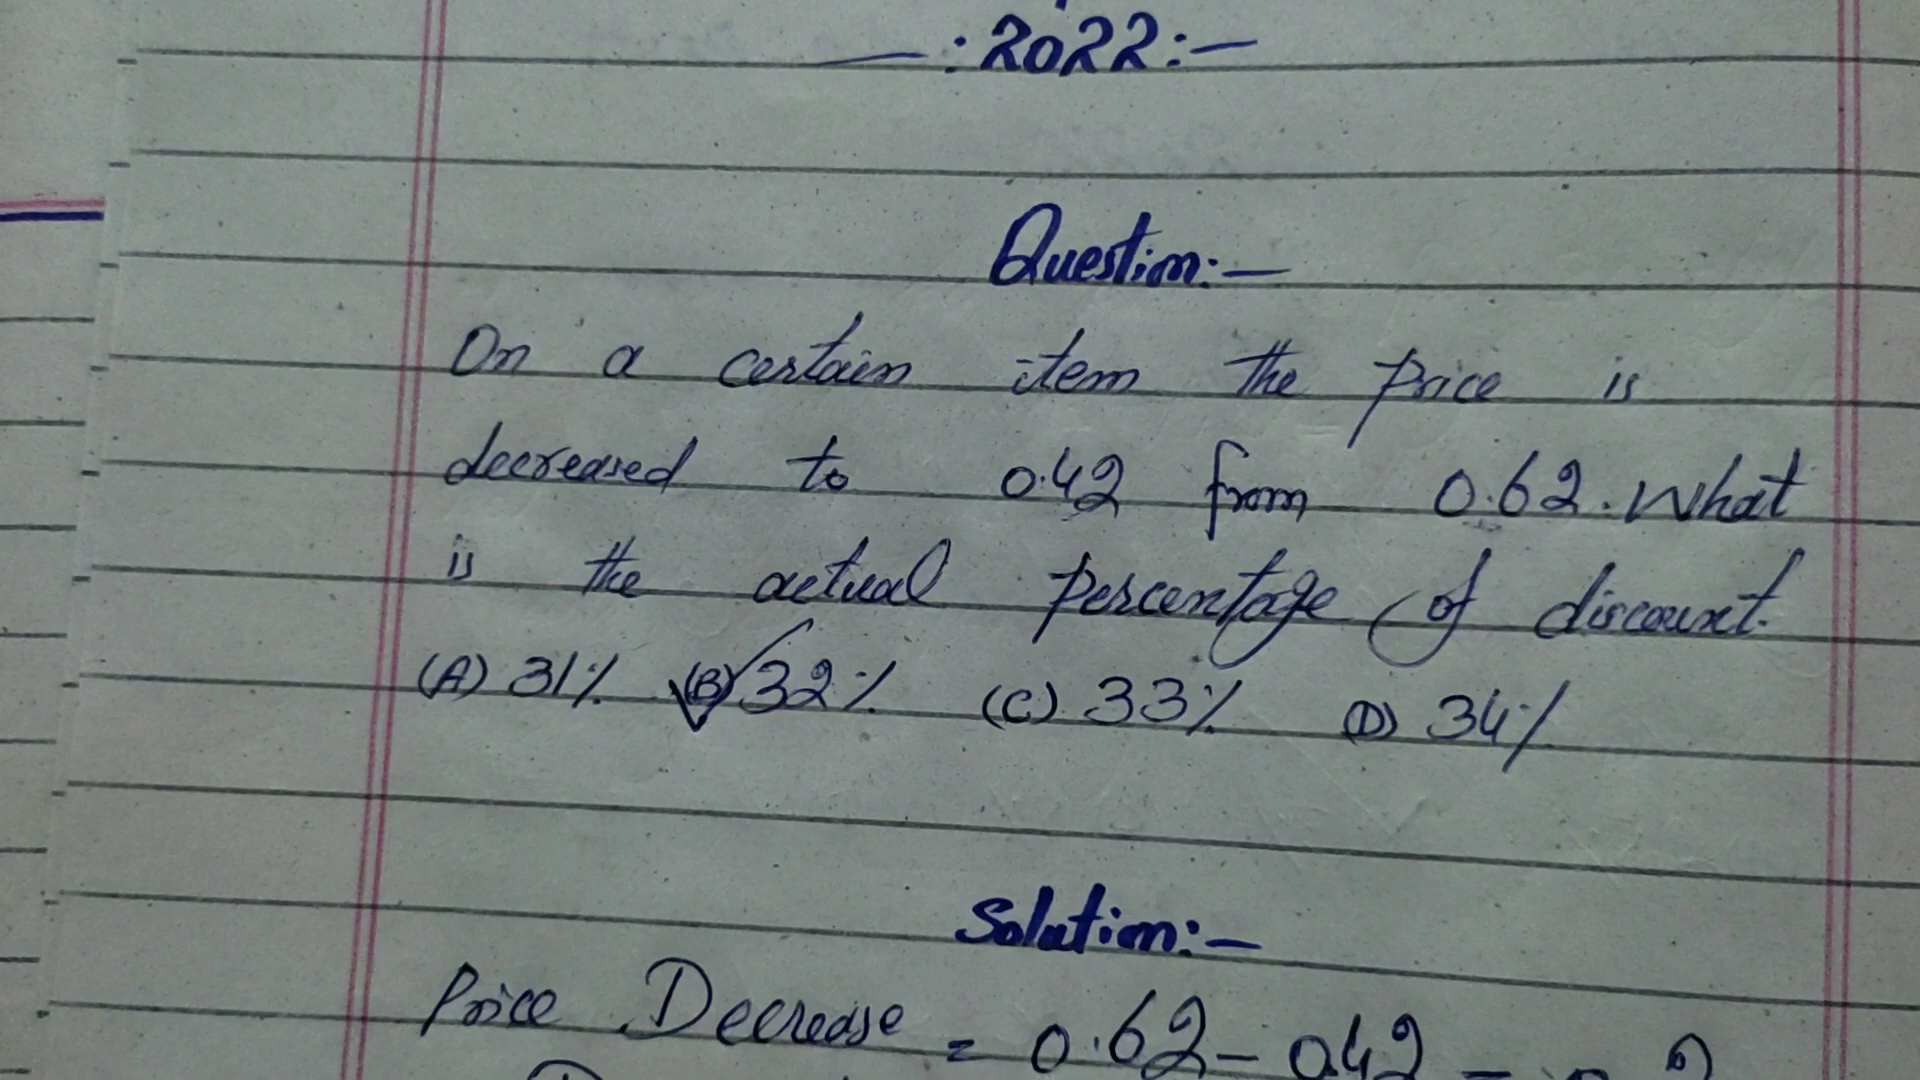 —:2022:—
Question:—
On a certain item the price is
decreased to 0.42 from 0.62. What
is the actual percentage of discount.
(A) 31% (B) 32% (C) 33% (D) 34%
Solution:—
Price Decrease = 0.62 - 0.42 =